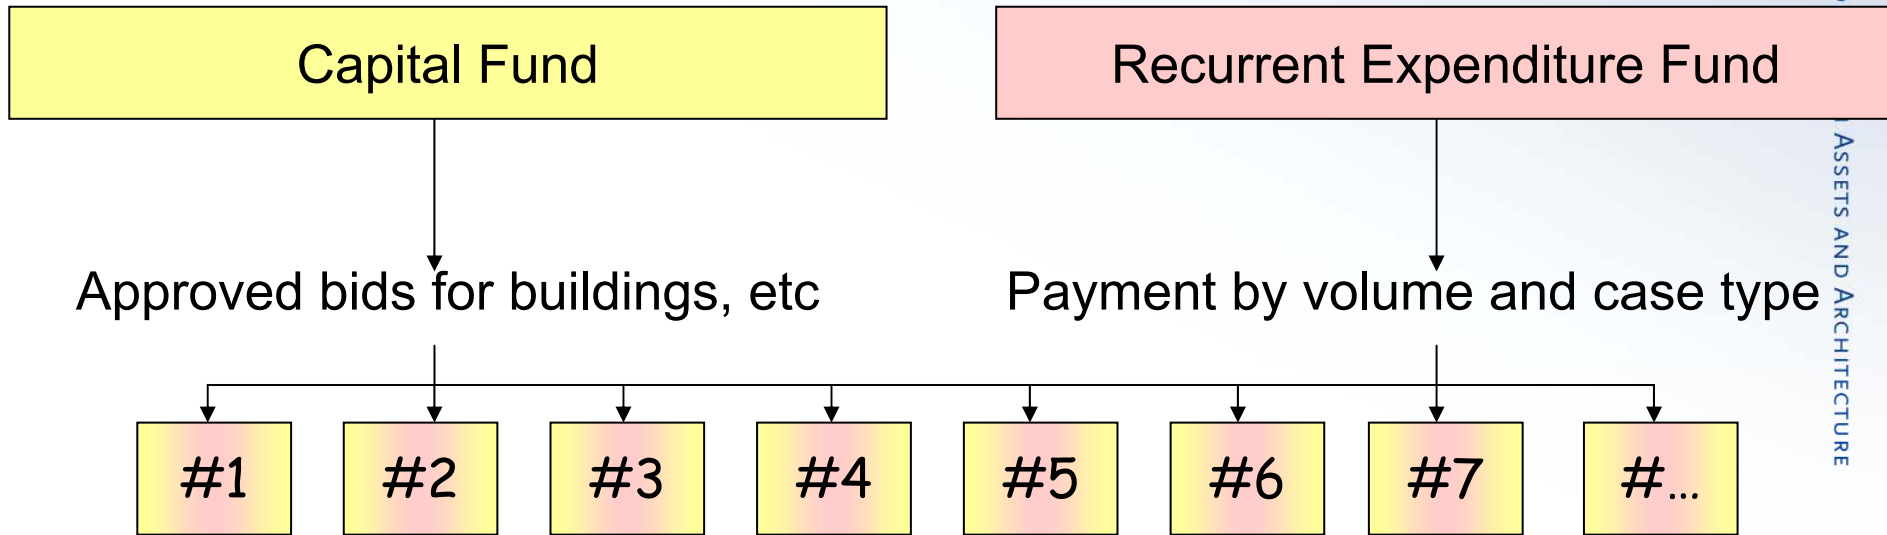 Capital Fund
Recurrent Expenditure Fund
Approved bids for buildings, etc
Payment by volume and case type
#1 #2 #3 #4 #5 #6 #7 #...
ASSETS AND ARCHITECTURE